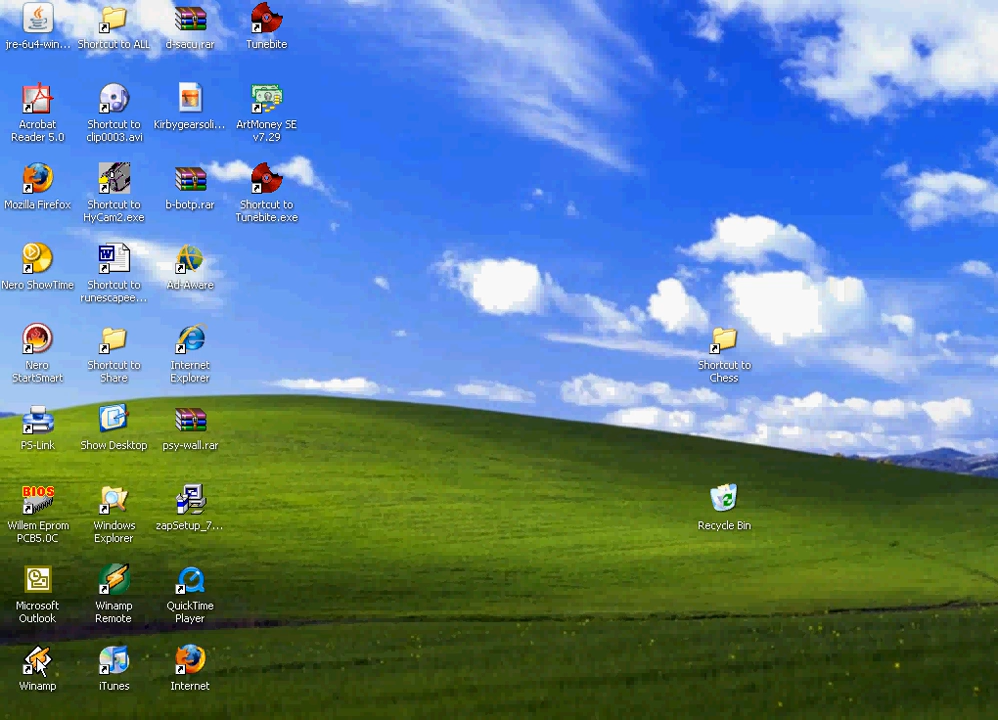 jre-6u4-win...
Shortcut to ALL
d-sacu.rar
Tunebite
Acrobat
Reader 5.0
Shortcut to
clip0003.avi
Kirbygearsoli...
ArtMoney SE
v7.29
Mozilla Firefox
Shortcut to
HyCam2.exe
b-botp.rar
Shortcut to
Tunebite.exe
Nero ShowTime
Shortcut to
runescapee...
Ad-Aware
Nero
StartSmart
Shortcut to
Share
Internet
Explorer
Shortcut to
Chess
PS-Link
Show Desktop
psy-wall.rar
BIOS
Willem Eprom
PCB5.0C
Windows
Explorer
zapSetup_7...
Recycle Bin
Microsoft
Outlook
Winamp
Remote
QuickTime
Player
Winamp
iTunes
Internet